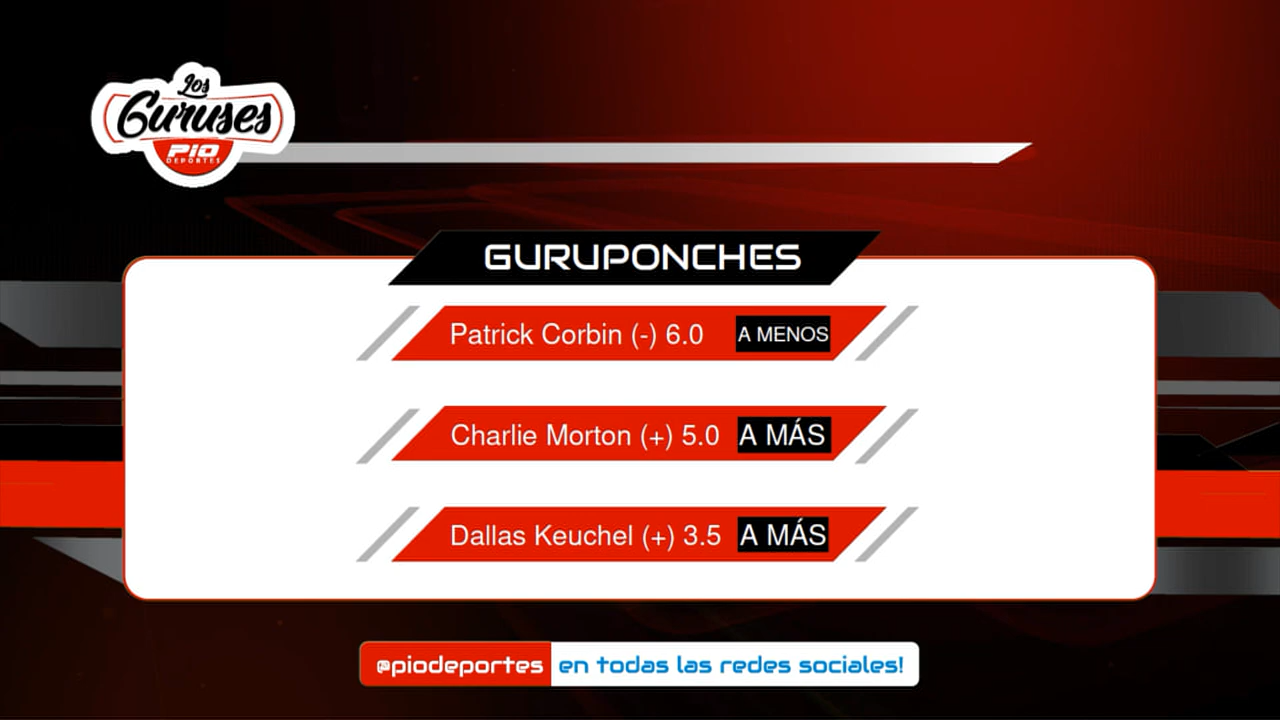 Los
Guruses
PIO
DEPORTES
GURUPONCHES
Patrick Corbin (-) 6.0 A MENOS
Charlie Morton (+) 5.0 A MÁS
Dallas Keuchel (+) 3.5 A MÁS
@piodeportes en todas las redes sociales!